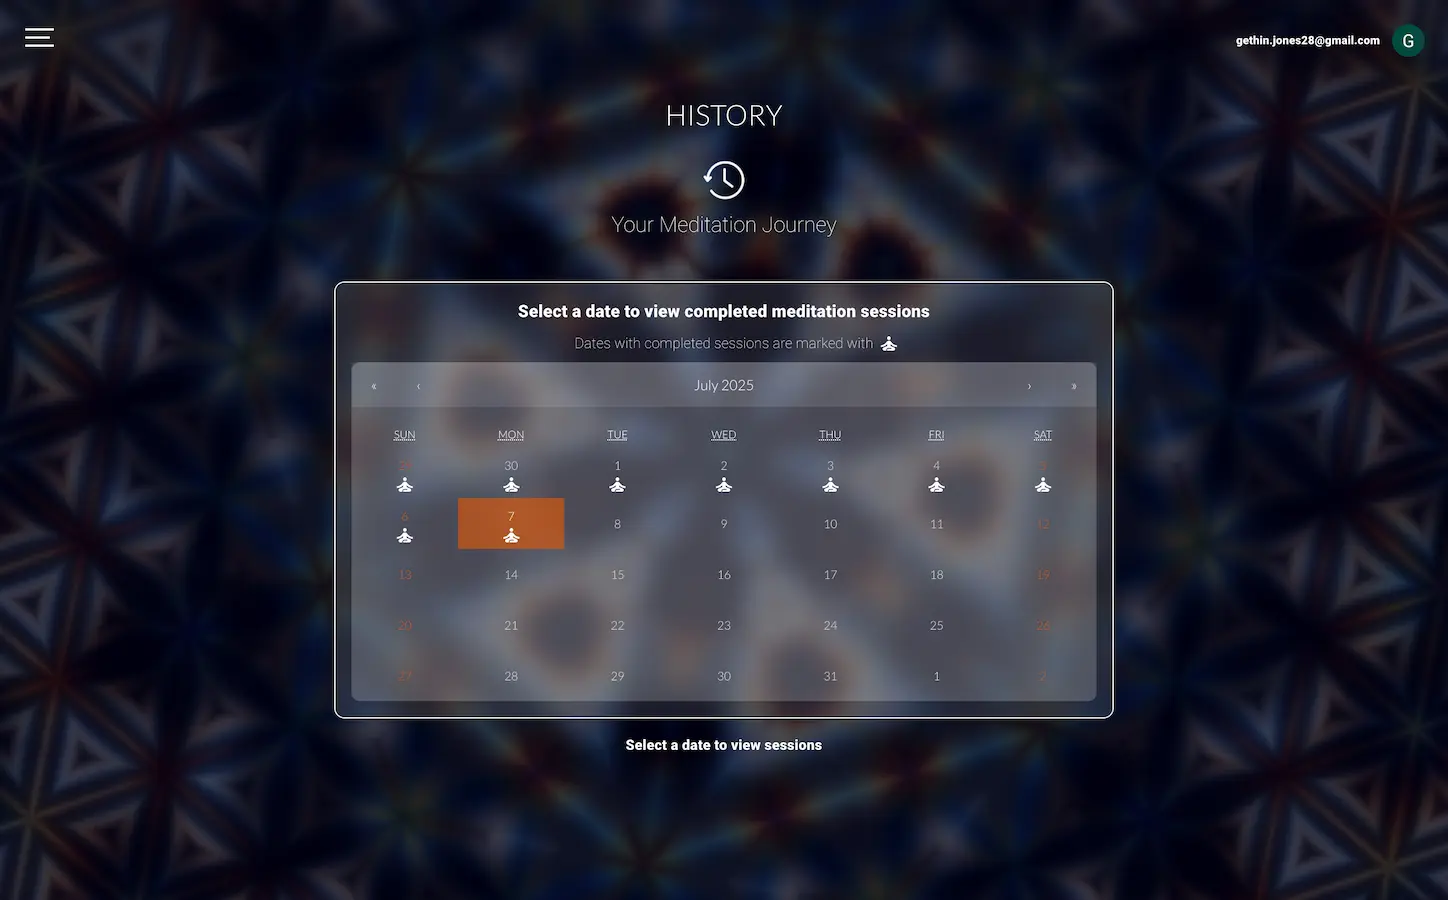 gethin.jones28@gmail.com G
HISTORY
Your Meditation Journey
Select a date to view completed meditation sessions
Dates with completed sessions are marked with
« ‹ July 2025 › »
SUN MON TUE WED THU FRI SAT
29 30 1 2 3 4 5
6 7 8 9 10 11 12
13 14 15 16 17 18 19
20 21 22 23 24 25 26
27 28 29 30 31 1 2
Select a date to view sessions